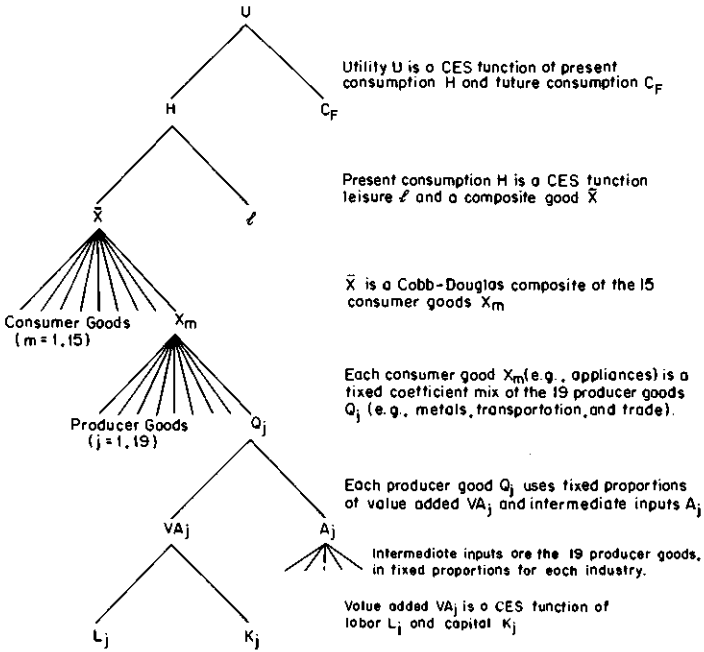 U
Utility U is a CES function of present
consumption H and future consumption C_F
H
C_F
Present consumption H is a CES function
leisure ℓ and a composite good X̄
X̄
ℓ
X̄ is a Cobb-Douglas composite of the 15
consumer goods X_m
Consumer Goods
(m=1,15)
X_m
Each consumer good X_m(e.g., appliances) is a
fixed coefficient mix of the 19 producer goods
Q_j (e.g., metals, transportation, and trade).
Producer Goods
(j=1,19)
Q_j
Each producer good Q_j uses fixed proportions
of value added VA_j and intermediate inputs A_j
VA_j
A_j
Intermediate inputs are the 19 producer goods,
in fixed proportions for each industry.
Value added VA_j is a CES function of
labor L_j and capital K_j
L_j
K_j